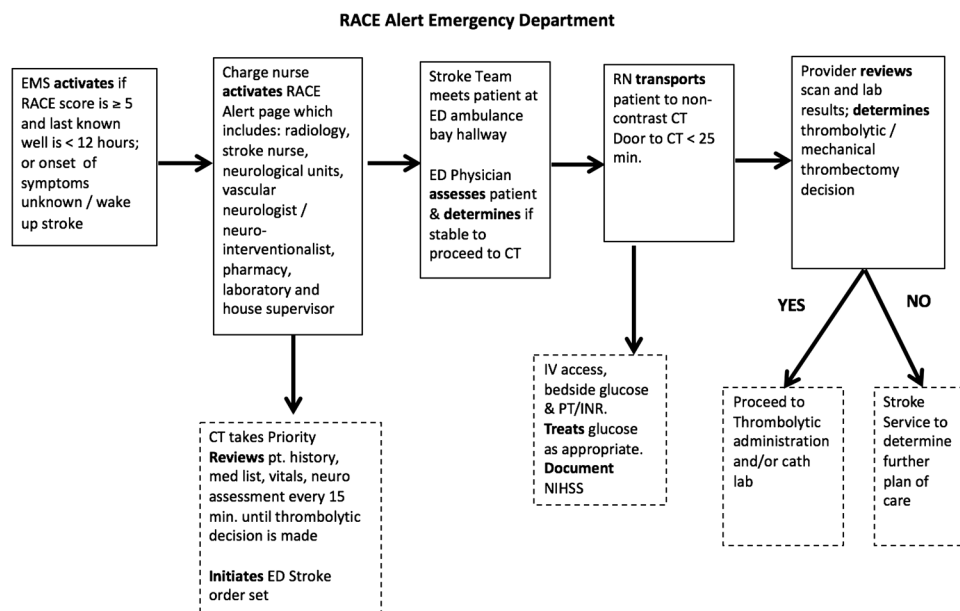 RACE Alert Emergency Department
EMS activates if
RACE score is ≥ 5
and last known
well is < 12 hours;
or onset of
symptoms
unknown / wake
up stroke
Charge nurse
activates RACE
Alert page which
includes: radiology,
stroke nurse,
neurological units,
vascular
neurologist /
neuro-
interventionalist,
pharmacy,
laboratory and
house supervisor
Stroke Team
meets patient at
ED ambulance
bay hallway
ED Physician
assesses patient
& determines if
stable to
proceed to CT
RN transports
patient to non-
contrast CT
Door to CT < 25
min.
Provider reviews
scan and lab
results; determines
thrombolytic /
mechanical
thrombectomy
decision
YES
NO
CT takes Priority
Reviews pt. history,
med list, vitals, neuro
assessment every 15
min. until thrombolytic
decision is made
Initiates ED Stroke
order set
IV access,
bedside glucose
& PT/INR.
Treats glucose
as appropriate.
Document
NIHSS
Proceed to
Thrombolytic
administration
and/or cath
lab
Stroke
Service to
determine
further
plan of
care